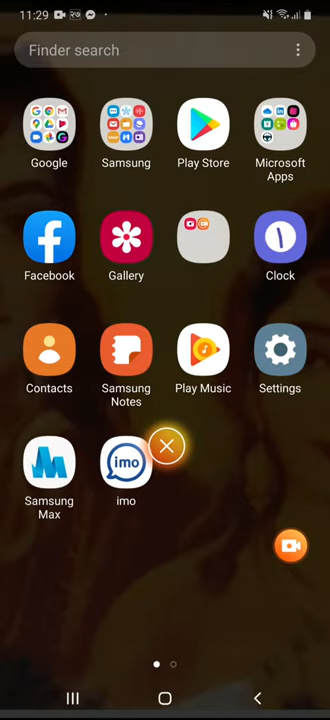 11:29
Finder search
Google
Samsung
Play Store
Microsoft Apps
Facebook
Gallery
Clock
Contacts
Samsung Notes
Play Music
Settings
imo
Samsung Max
imo